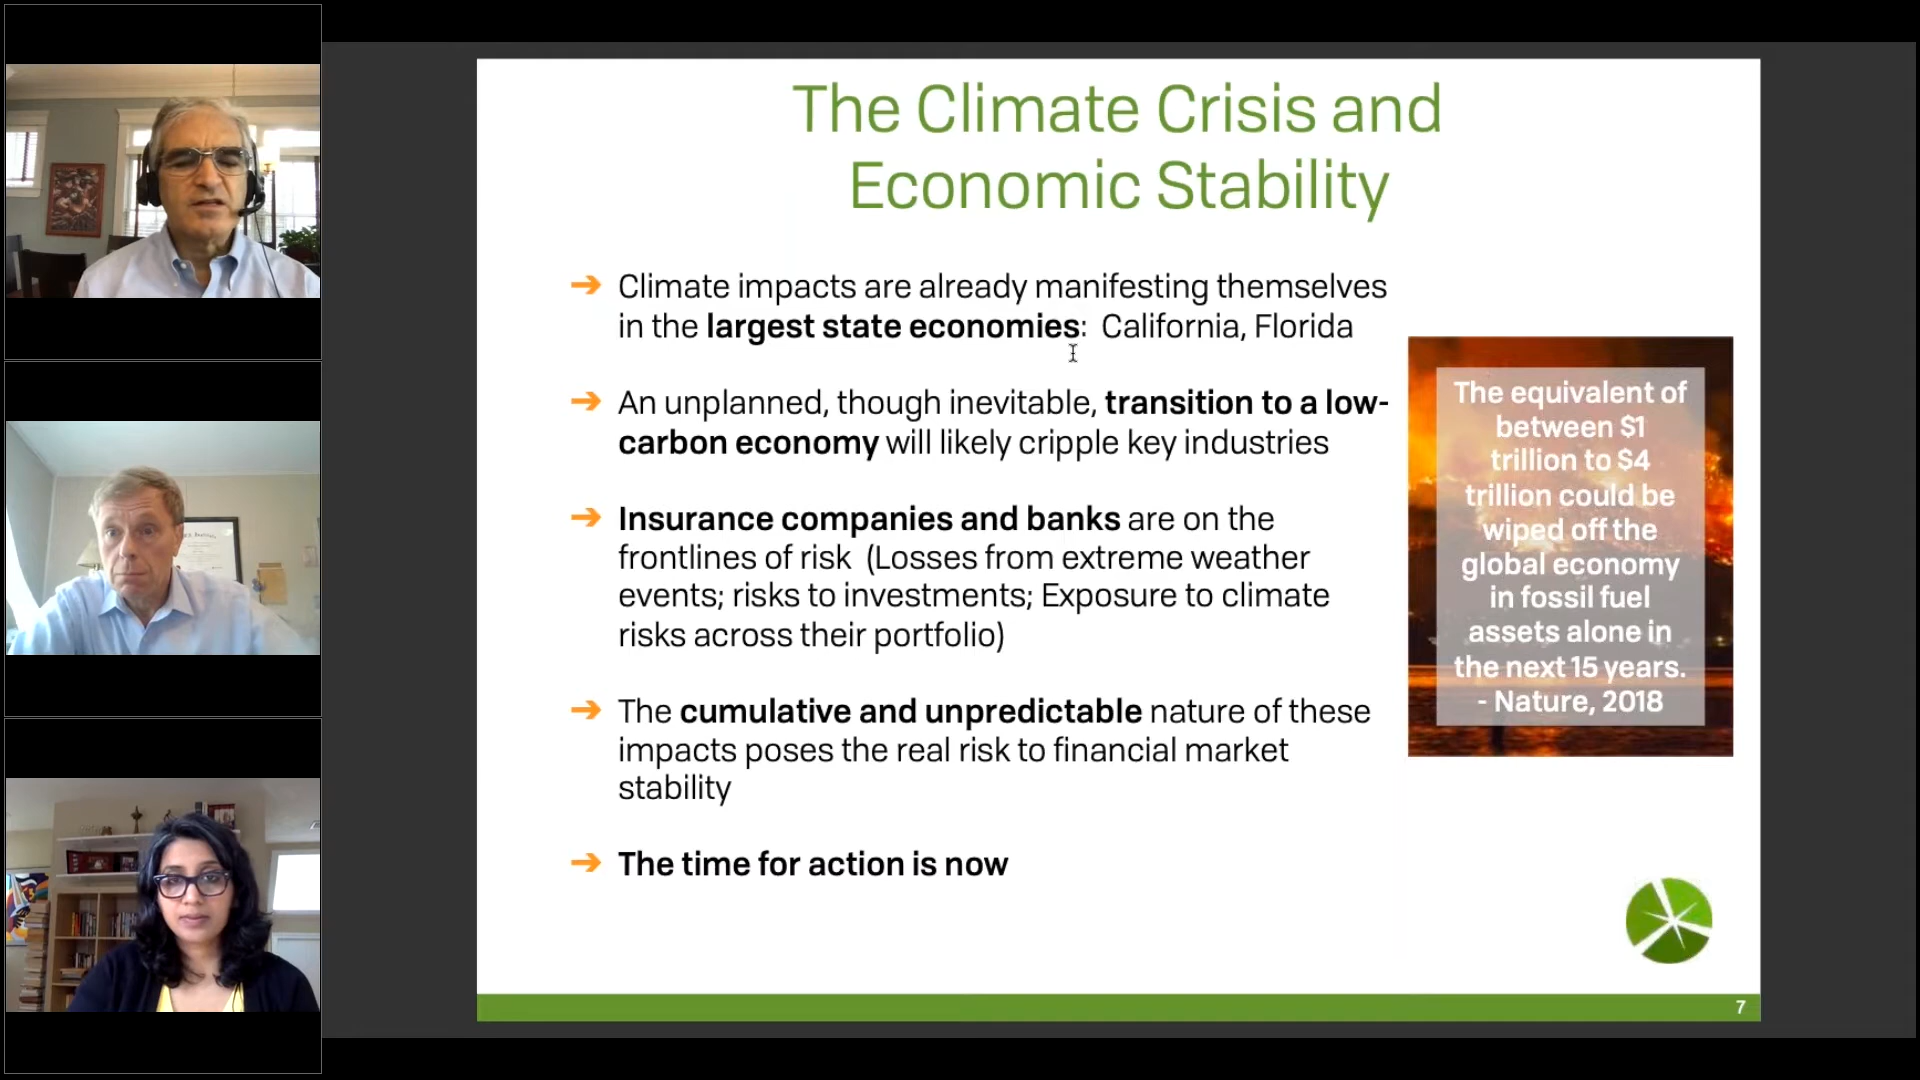 The Climate Crisis and
Economic Stability
Climate impacts are already manifesting themselves
in the largest state economies: California, Florida
An unplanned, though inevitable, transition to a low-
carbon economy will likely cripple key industries
Insurance companies and banks are on the
frontlines of risk (Losses from extreme weather
events; risks to investments; Exposure to climate
risks across their portfolio)
The cumulative and unpredictable nature of these
impacts poses the real risk to financial market
stability
The time for action is now
The equivalent of
between $1
trillion to $4
trillion could be
wiped off the
global economy
in fossil fuel
assets alone in
the next 15 years.
- Nature, 2018
7